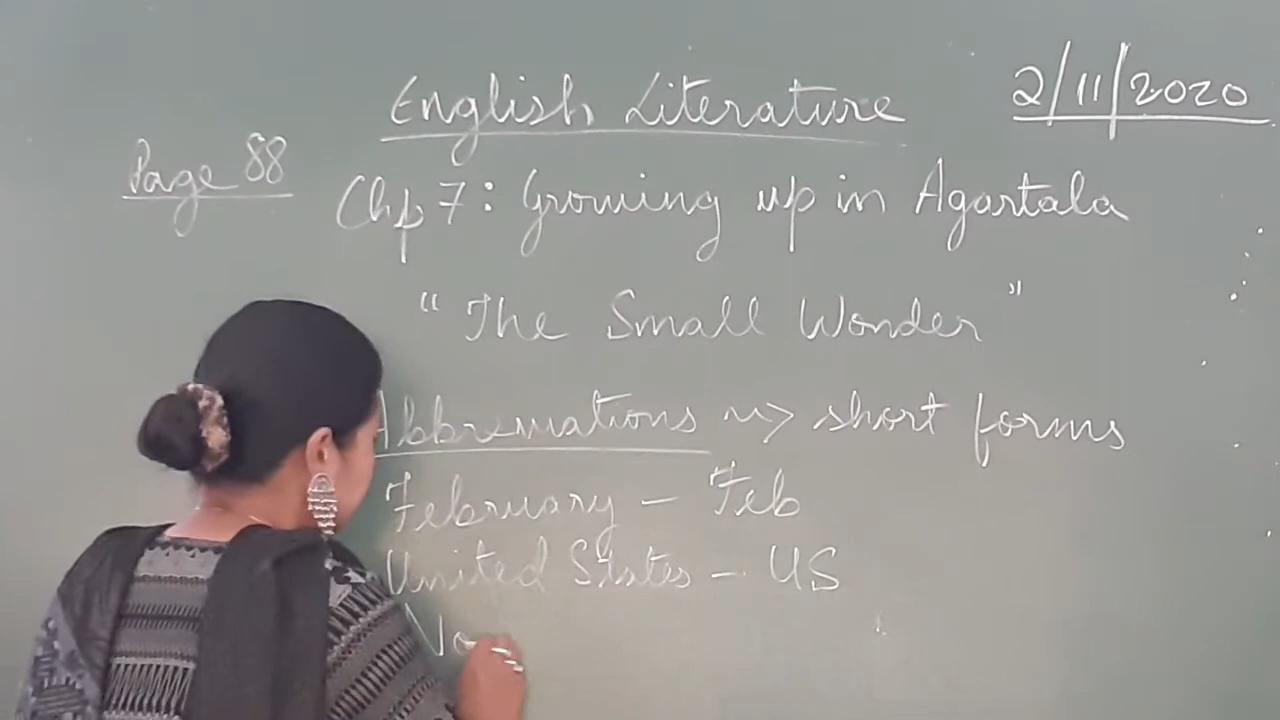 English Literature
2/11/2020
Page 88
Chp 7: Growing up in Agartala
"The Small Wonder"
Abbreviations ~> short forms
February - Feb
United States - US
No